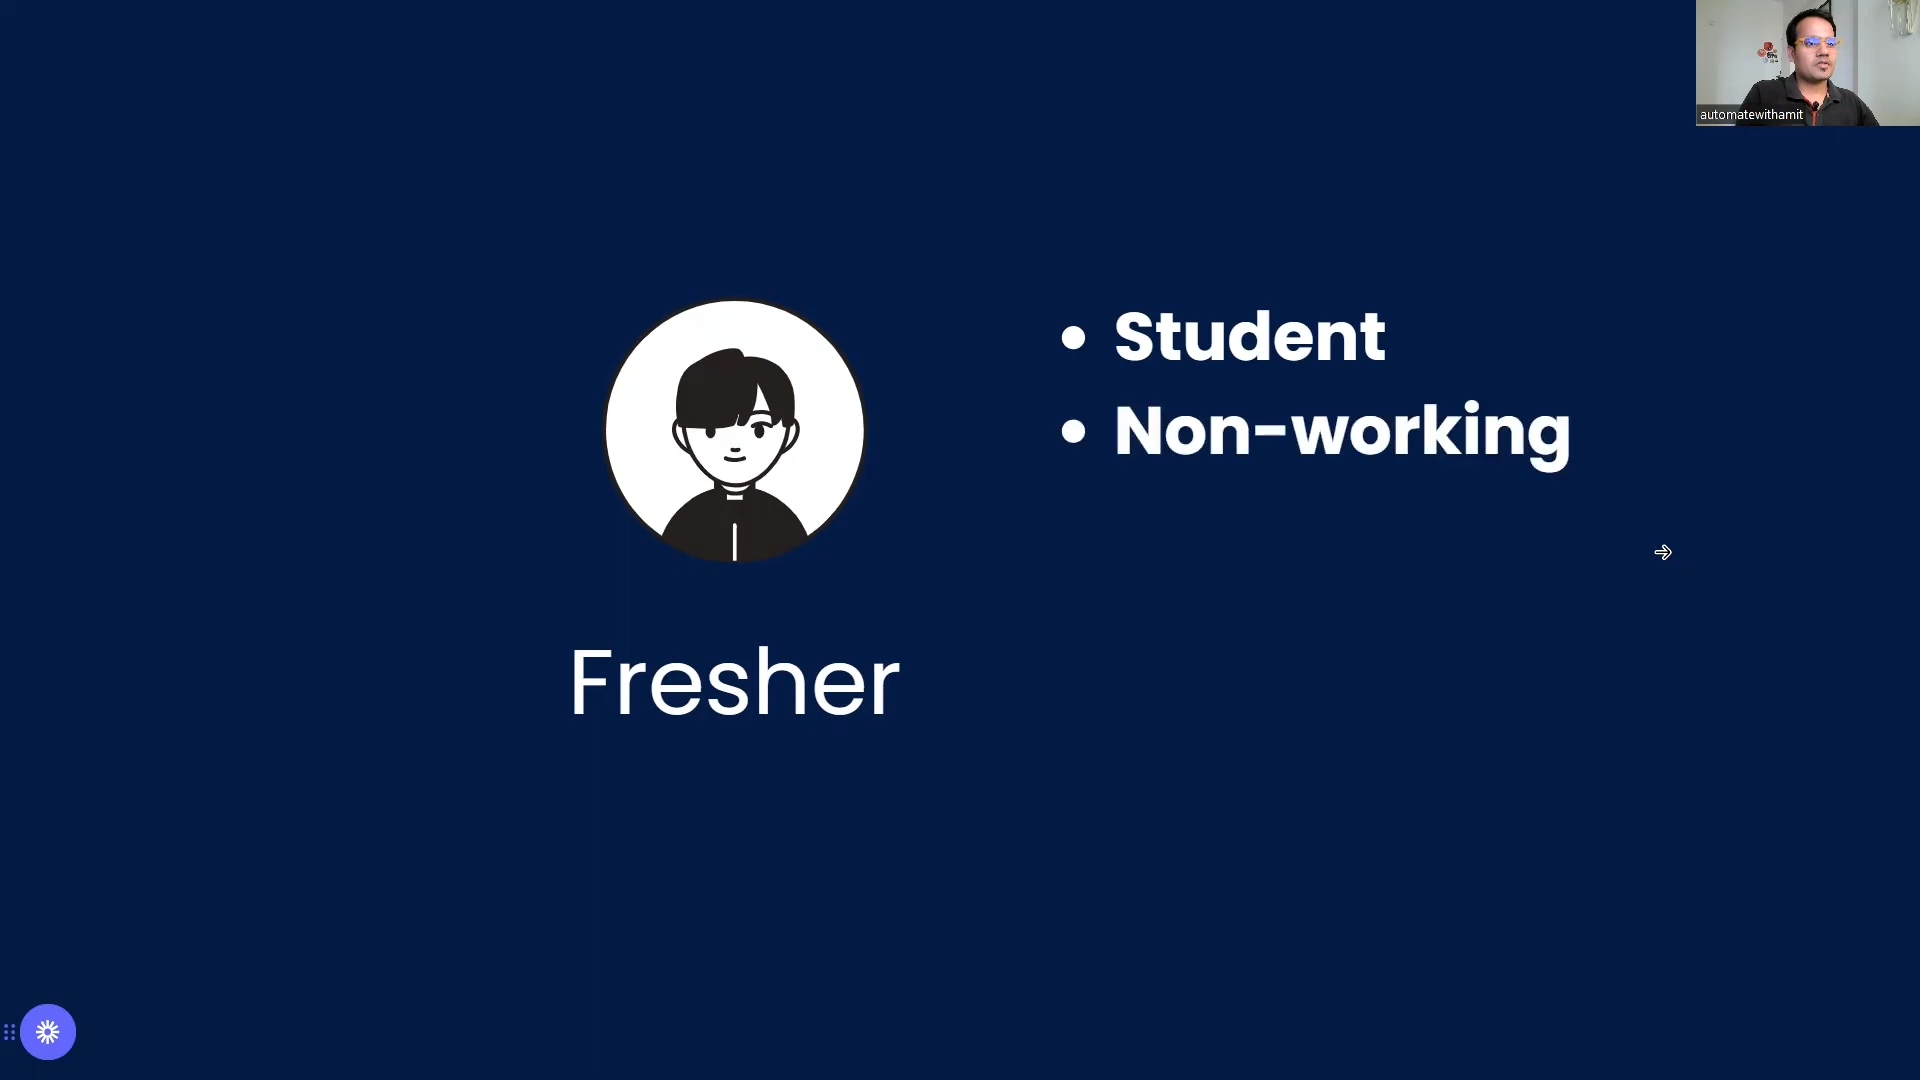 automatewithamit
Student
Non-working
Fresher